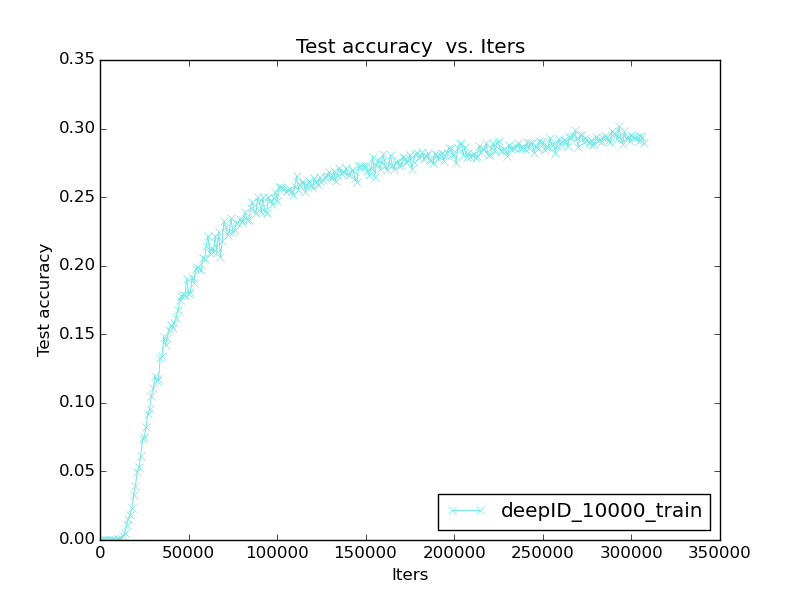 Test accuracy  vs. Iters
0.35
0.30
0.25
0.20
0.15
0.10
0.05
0.00
Test accuracy
deepID_10000_train
0 50000 100000 150000 200000 250000 300000 350000
Iters